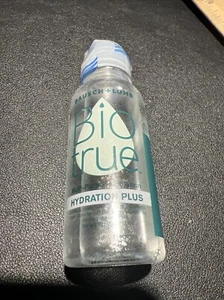 BAUSCH + LOMB
Bio
true
HYDRATION PLUS